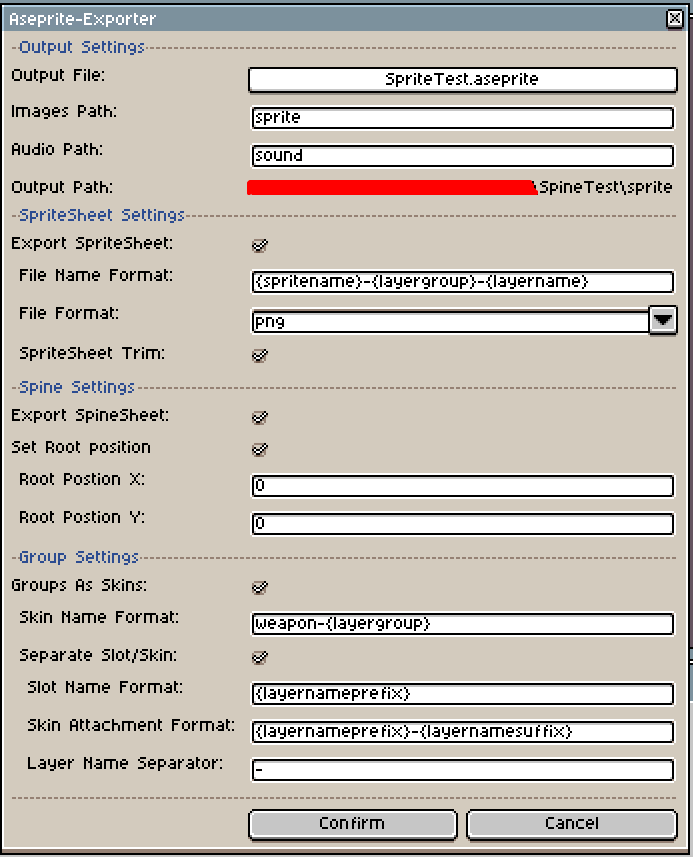 Aseprite-Exporter
Output Settings
Output File: SpriteTest.aseprite
Images Path: sprite
Audio Path: sound
Output Path: \SpineTest\sprite
SpriteSheet Settings
Export SpriteSheet:
File Name Format: {spritename}-{layergroup}-{layername}
File Format: png
SpriteSheet Trim:
Spine Settings
Export SpineSheet:
Set Root position
Root Postion X: 0
Root Postion Y: 0
Group Settings
Groups As Skins:
Skin Name Format: weapon-{layergroup}
Separate Slot/Skin:
Slot Name Format: {layernameprefix}
Skin Attachment Format: {layernameprefix}-{layernamesuffix}
Layer Name Separator: -
Confirm Cancel